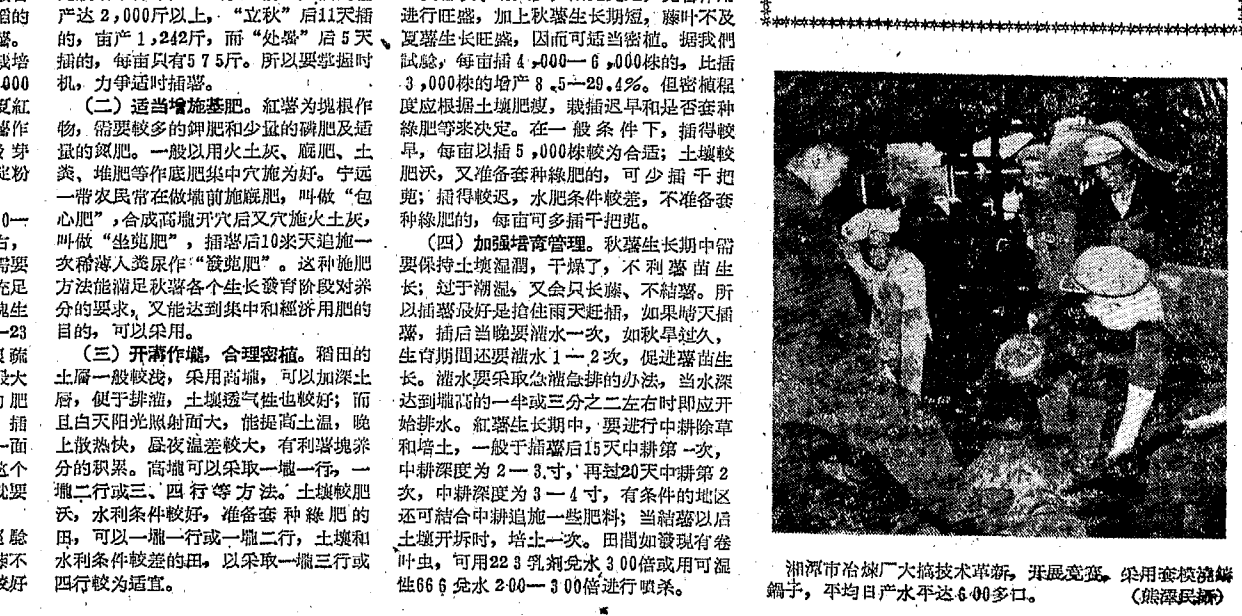 产达2,000斤以上，“立秋”后11天插
的，亩产1,242斤，而“处暑”后5天
插的，每亩只有575斤。所以要掌握时
机，力争适时插薯。
（二）适当增施基肥。紅薯为块根作
物，需要較多的鉀肥和少量的磷肥及适
量的氮肥。一般以用火土灰、廐肥、土
粪、堆肥等作底肥集中穴施为好。宁远
一带农民常在做壠前施廐肥，叫做“包
心肥”，合成高壠开穴后又穴施火土灰，
叫做“坐蔸肥”，插薯后10来天追施一
次稀薄人粪尿作“發蔸肥”。这种施肥
方法能滿足秋薯各个生长發育阶段对养
分的要求，又能达到集中和經济用肥的
目的，可以采用。
（三）开溝作壠，合理密植。稻田的
土層一般較浅，采用高壠，可以加深土
層，便于排漬，土壤透气性也較好；而
且白天阳光照射面大，能提高土温，晚
上散热快，昼夜温差較大，有利薯塊养
分的积累。高壠可以采取一壠一行，一
壠二行或三、四行等方法。土壤較肥
沃，水利条件較好，准备套种綠肥的
田，可以一壠一行或一壠二行，土壤和
水利条件較差的田，以采取一壠三行或
四行較为适宜。
进行旺盛，加上秋薯生长期短，藤叶不及
夏薯生长旺盛，因而可适当密植。据我們
試驗，每亩插4,000—6,000株的，比插
3,000株的增产8.5—29.4%。但密植程
度应根据土壤肥瘦，栽插迟早和是否套种
綠肥等来决定。在一般条件下，插得較
早，每亩以插5,000株較为合适；土壤較
肥沃，又准备套种綠肥的，可少插千把
蔸；插得較迟，水肥条件較差，不准备套
种綠肥的，每亩可多插千把蔸。
（四）加强培育管理。秋薯生长期中需
要保持土壤湿潤，干燥了，不利薯苗生
长；过于潮湿，又会只长藤、不結薯。所
以插薯最好是抢住雨天赶插，如果晴天插
薯，插后当晚要灌水一次，如秋旱过久，
生育期間还要灌水1—2次，促进薯苗生
长。灌水要采取急灌急排的办法，当水深
达到壠高的一半或三分之二左右时即应开
始排水。紅薯生长期中，要进行中耕除草
和培土，一般于插薯后15天中耕第一次，
中耕深度为2—3寸，再过20天中耕第2
次，中耕深度为3—4寸，有条件的地区
还可結合中耕追施一些肥料；当結薯以后
土壤开坼时，培土一次。田間如發現有卷
叶虫，可用223乳剂兌水300倍或用可湿
性666兌水200—300倍进行喷杀。
湘潭市冶炼厂大搞技术革新，开展竞赛，采用套模浇鑄
鍋子，平均日产水平达600多口。
（熊澤民摄）